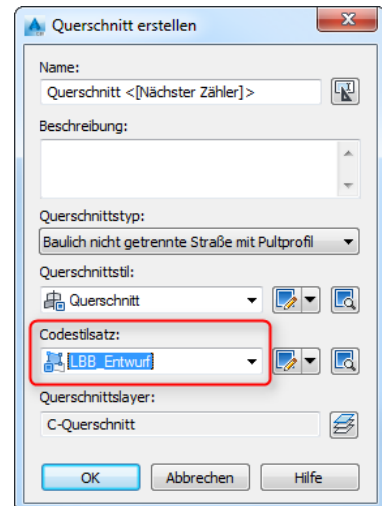 Querschnitt erstellen
Name:
Querschnitt <[Nächster Zähler]>
Beschreibung:
Querschnittstyp:
Baulich nicht getrennte Straße mit Pultprofil
Querschnittstil:
Querschnitt
Codestilsatz:
LBB_Entwurf
Querschnittslayer:
C-Querschnitt
OK Abbrechen Hilfe